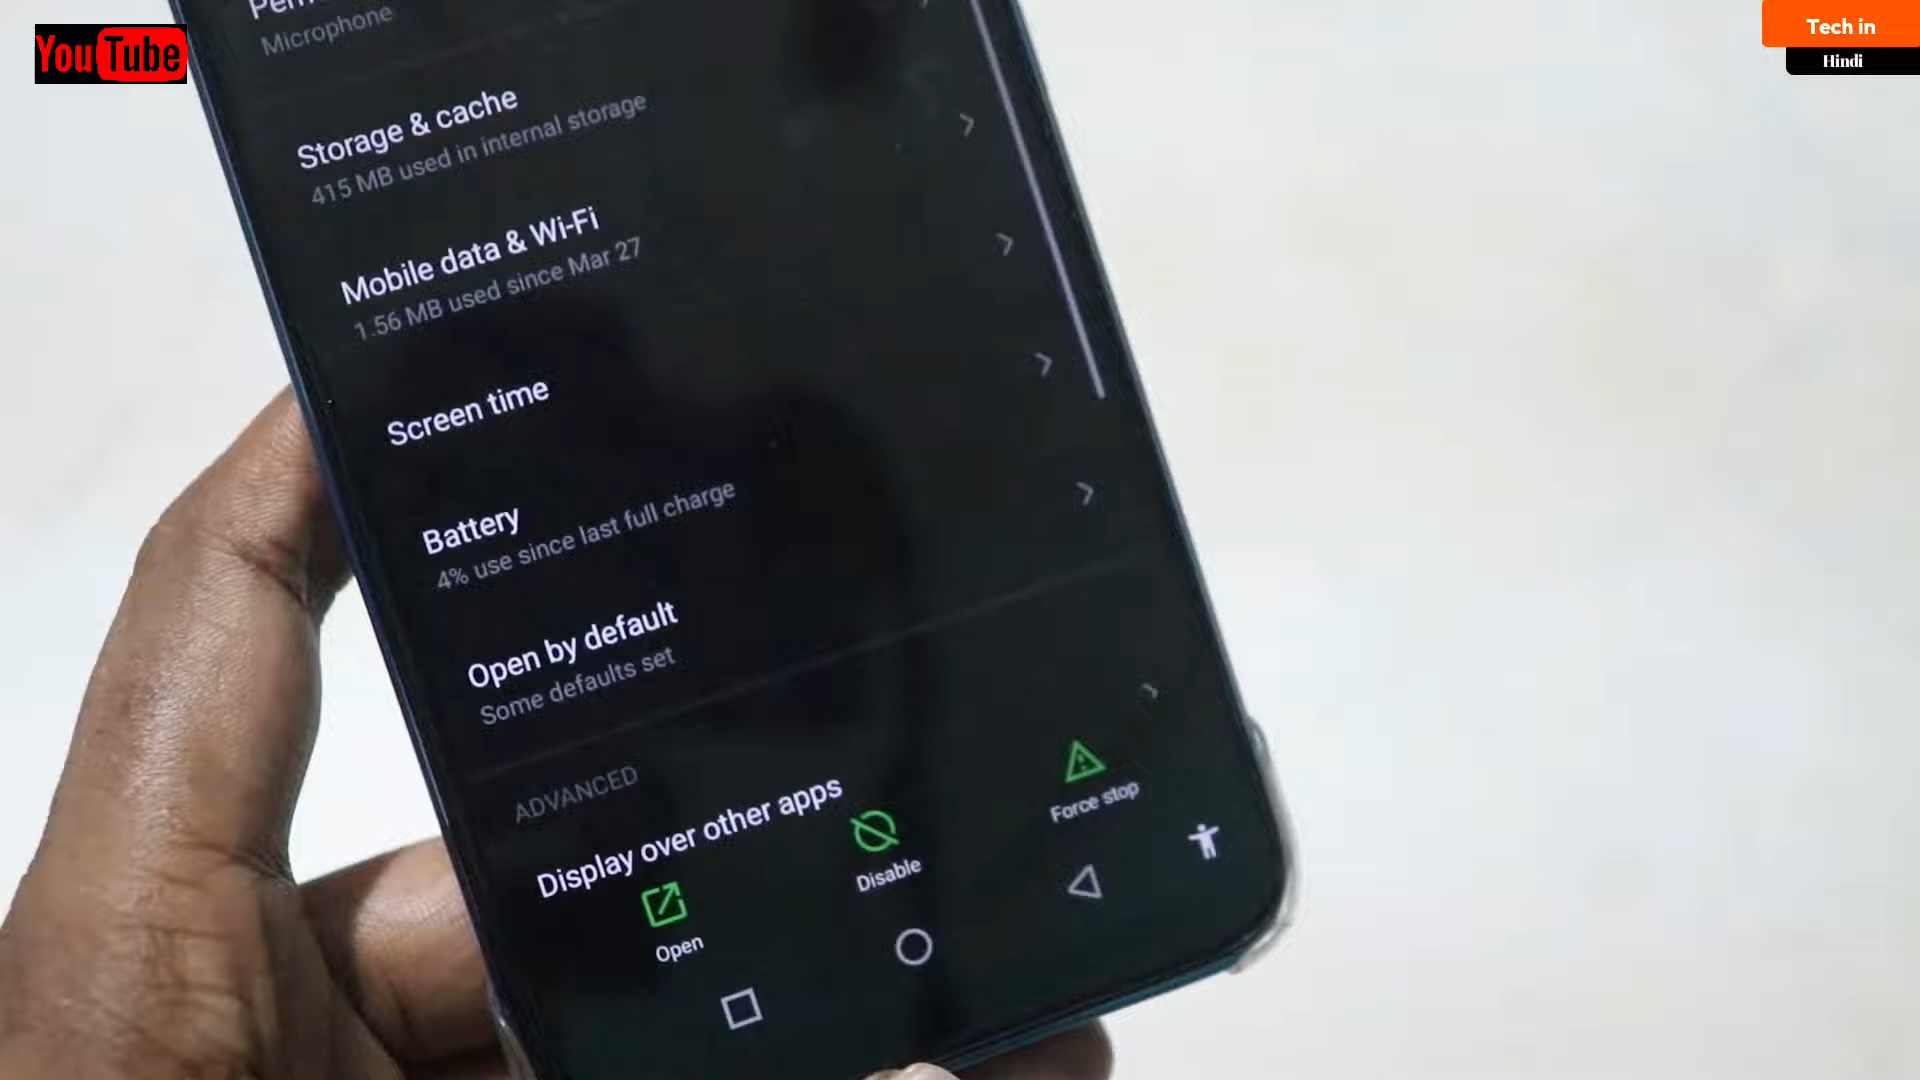 YouTube
Tech in
Hindi
Microphone
Storage & cache
415 MB used in internal storage
Mobile data & Wi-Fi
1.56 MB used since Mar 27
Screen time
Battery
4% use since last full charge
Open by default
Some defaults set
ADVANCED
Display over other apps
Open
Disable
Force stop